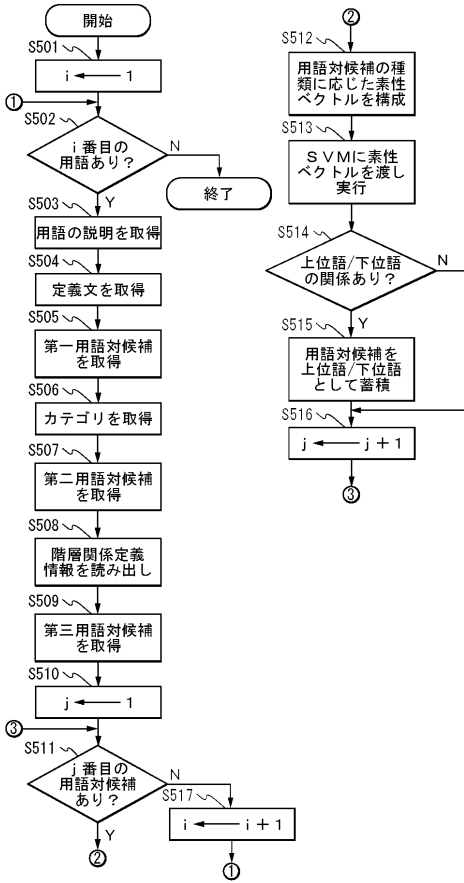 開始
S501
i ← 1
①
S502
i 番目の
用語あり？
N
終了
Y
S503
用語の説明を取得
S504
定義文を取得
S505
第一用語対候補
を取得
S506
カテゴリを取得
S507
第二用語対候補
を取得
S508
階層関係定義
情報を読み出し
S509
第三用語対候補
を取得
S510
j ← 1
③
S511
j 番目の
用語対候補
あり？
N
Y
②
S517
i ← i + 1
①
②
S512
用語対候補の種
類に応じた素性
ベクトルを構成
S513
ＳＶＭに素性
ベクトルを渡し
実行
S514
上位語/下位語
の関係あり？
N
Y
S515
用語対候補を
上位語/下位語
として蓄積
S516
j ← j + 1
③